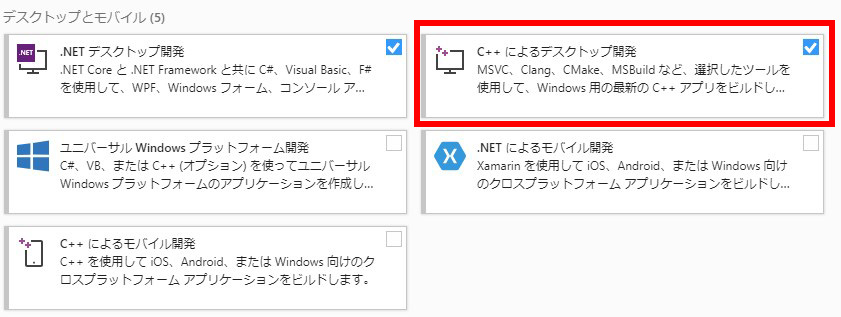 デスクトップとモバイル (5)
.NET デスクトップ開発
.NET Core と .NET Framework と共に C#、Visual Basic、F#
を使用して、WPF、Windows フォーム、コンソール ア...
C++ によるデスクトップ開発
MSVC、Clang、CMake、MSBuild など、選択したツールを
使用して、Windows 用の最新の C++ アプリをビルドし...
ユニバーサル Windows プラットフォーム開発
C#、VB、または C++ (オプション) を使ってユニバーサル
Windows プラットフォームのアプリケーションを作成し...
.NET によるモバイル開発
Xamarin を使用して iOS、Android、または Windows 向け
のクロスプラットフォーム アプリケーションをビルドし...
C++ によるモバイル開発
C++ を使用して iOS、Android、または Windows 向けのク
ロスプラットフォーム アプリケーションをビルドします。